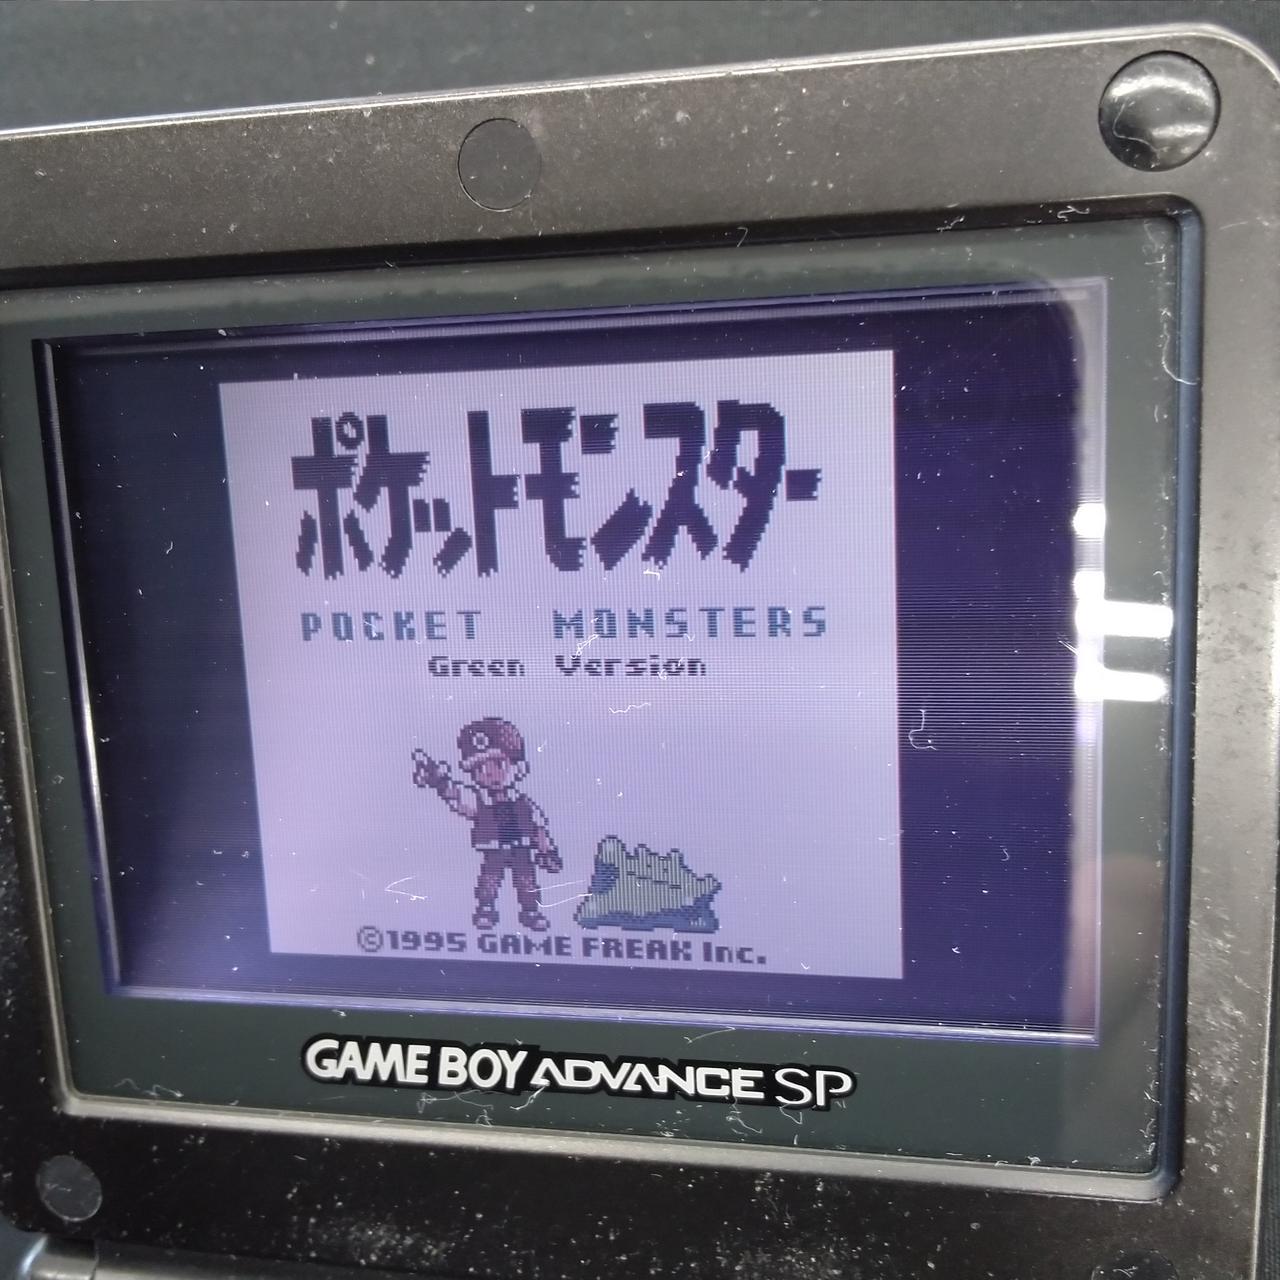 ポケットモンスター
POCKET MONSTERS
Green Version
©1995 GAME FREAK Inc.
GAME BOY ADVANCE SP